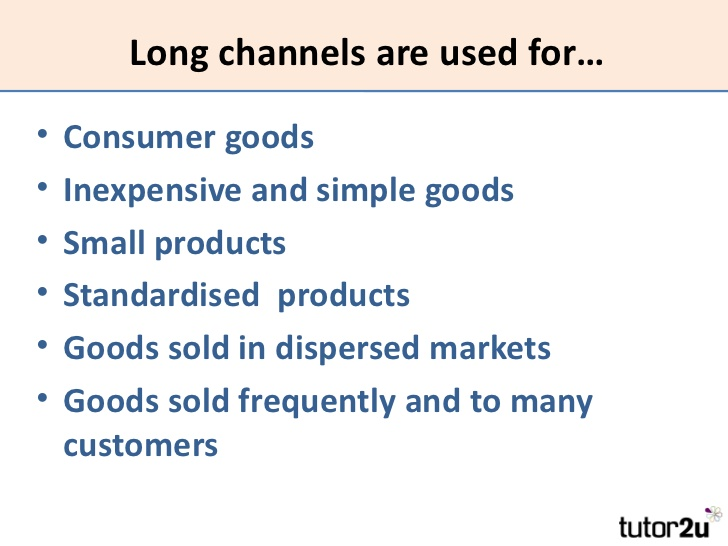 Long channels are used for…
• Consumer goods
• Inexpensive and simple goods
• Small products
• Standardised  products
• Goods sold in dispersed markets
• Goods sold frequently and to many
customers
tutor2u